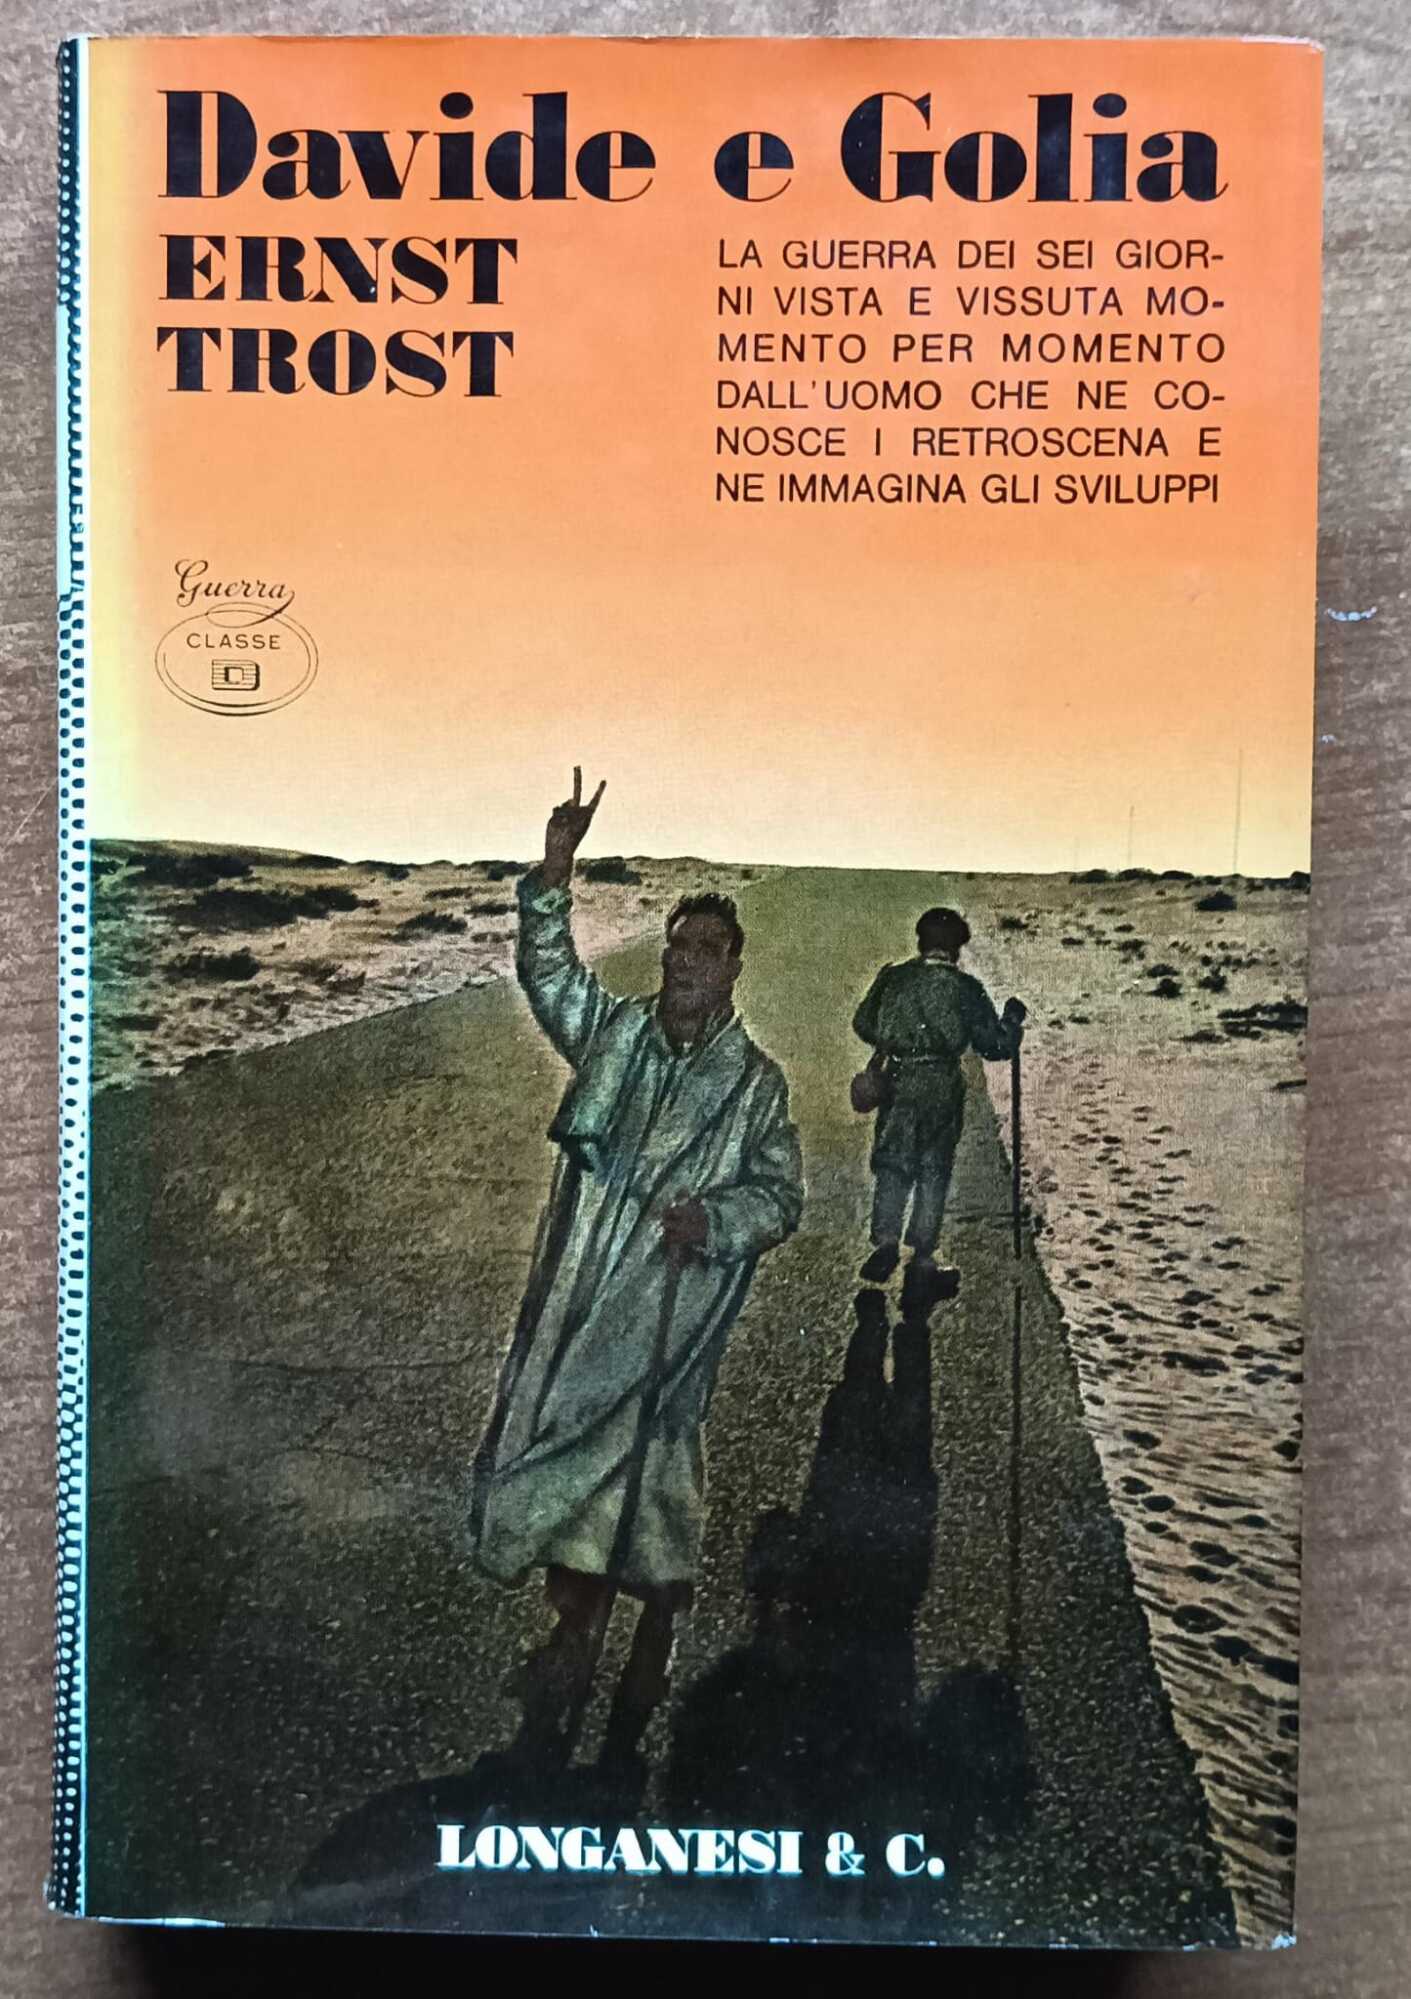 Davide e Golia
ERNST
TROST
LA GUERRA DEI SEI GIOR-
NI VISTA E VISSUTA MO-
MENTO PER MOMENTO
DALL'UOMO CHE NE CO-
NOSCE I RETROSCENA E
NE IMMAGINA GLI SVILUPPI
Guerra
CLASSE
D
LONGANESI & C.